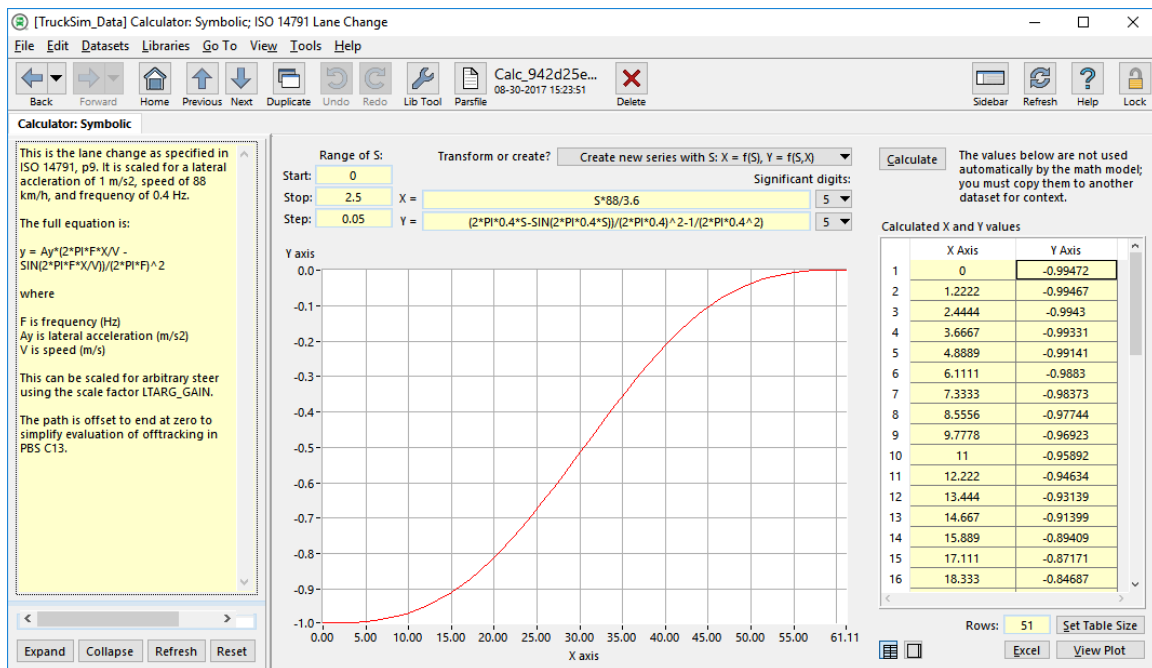 [TruckSim_Data] Calculator: Symbolic; ISO 14791 Lane Change
File Edit Datasets Libraries Go To View Tools Help
Back Forward Home Previous Next Duplicate Undo Redo Lib Tool Parsfile Calc_942d25e... 08-30-2017 15:23:51 Delete Sidebar Refresh Help Lock
Calculator: Symbolic
This is the lane change as specified in
ISO 14791, p9. It is scaled for a lateral
accleration of 1 m/s2, speed of 88
km/h, and frequency of 0.4 Hz.
The full equation is:
y = Ay*(2*PI*F*X/V -
SIN(2*PI*F*X/V))/(2*PI*F)^2
where
F is frequency (Hz)
Ay is lateral acceleration (m/s2)
V is speed (m/s)
This can be scaled for arbitrary steer
using the scale factor LTARG_GAIN.
The path is offset to end at zero to
simplify evaluation of offtracking in
PBS C13.
Expand Collapse Refresh Reset
Range of S:
Start: 0
Stop: 2.5
Step: 0.05
Transform or create? Create new series with S: X = f(S), Y = f(S,X)
Significant digits:
X = S*88/3.6 5
Y = (2*PI*0.4*S-SIN(2*PI*0.4*S))/(2*PI*0.4)^2-1/(2*PI*0.4^2) 5
Y axis
0.0
-0.1
-0.2
-0.3
-0.4
-0.5
-0.6
-0.7
-0.8
-0.9
-1.0
0.00 5.00 10.00 15.00 20.00 25.00 30.00 35.00 40.00 45.00 50.00 55.00 61.11
X axis
Calculate
The values below are not used
automatically by the math model;
you must copy them to another
dataset for context.
Calculated X and Y values
X Axis Y Axis
1 0 -0.99472
2 1.2222 -0.99467
3 2.4444 -0.9943
4 3.6667 -0.99331
5 4.8889 -0.99141
6 6.1111 -0.9883
7 7.3333 -0.98373
8 8.5556 -0.97744
9 9.7778 -0.96923
10 11 -0.95892
11 12.222 -0.94634
12 13.444 -0.93139
13 14.667 -0.91399
14 15.889 -0.89409
15 17.111 -0.87171
16 18.333 -0.84687
Rows: 51 Set Table Size
Excel View Plot